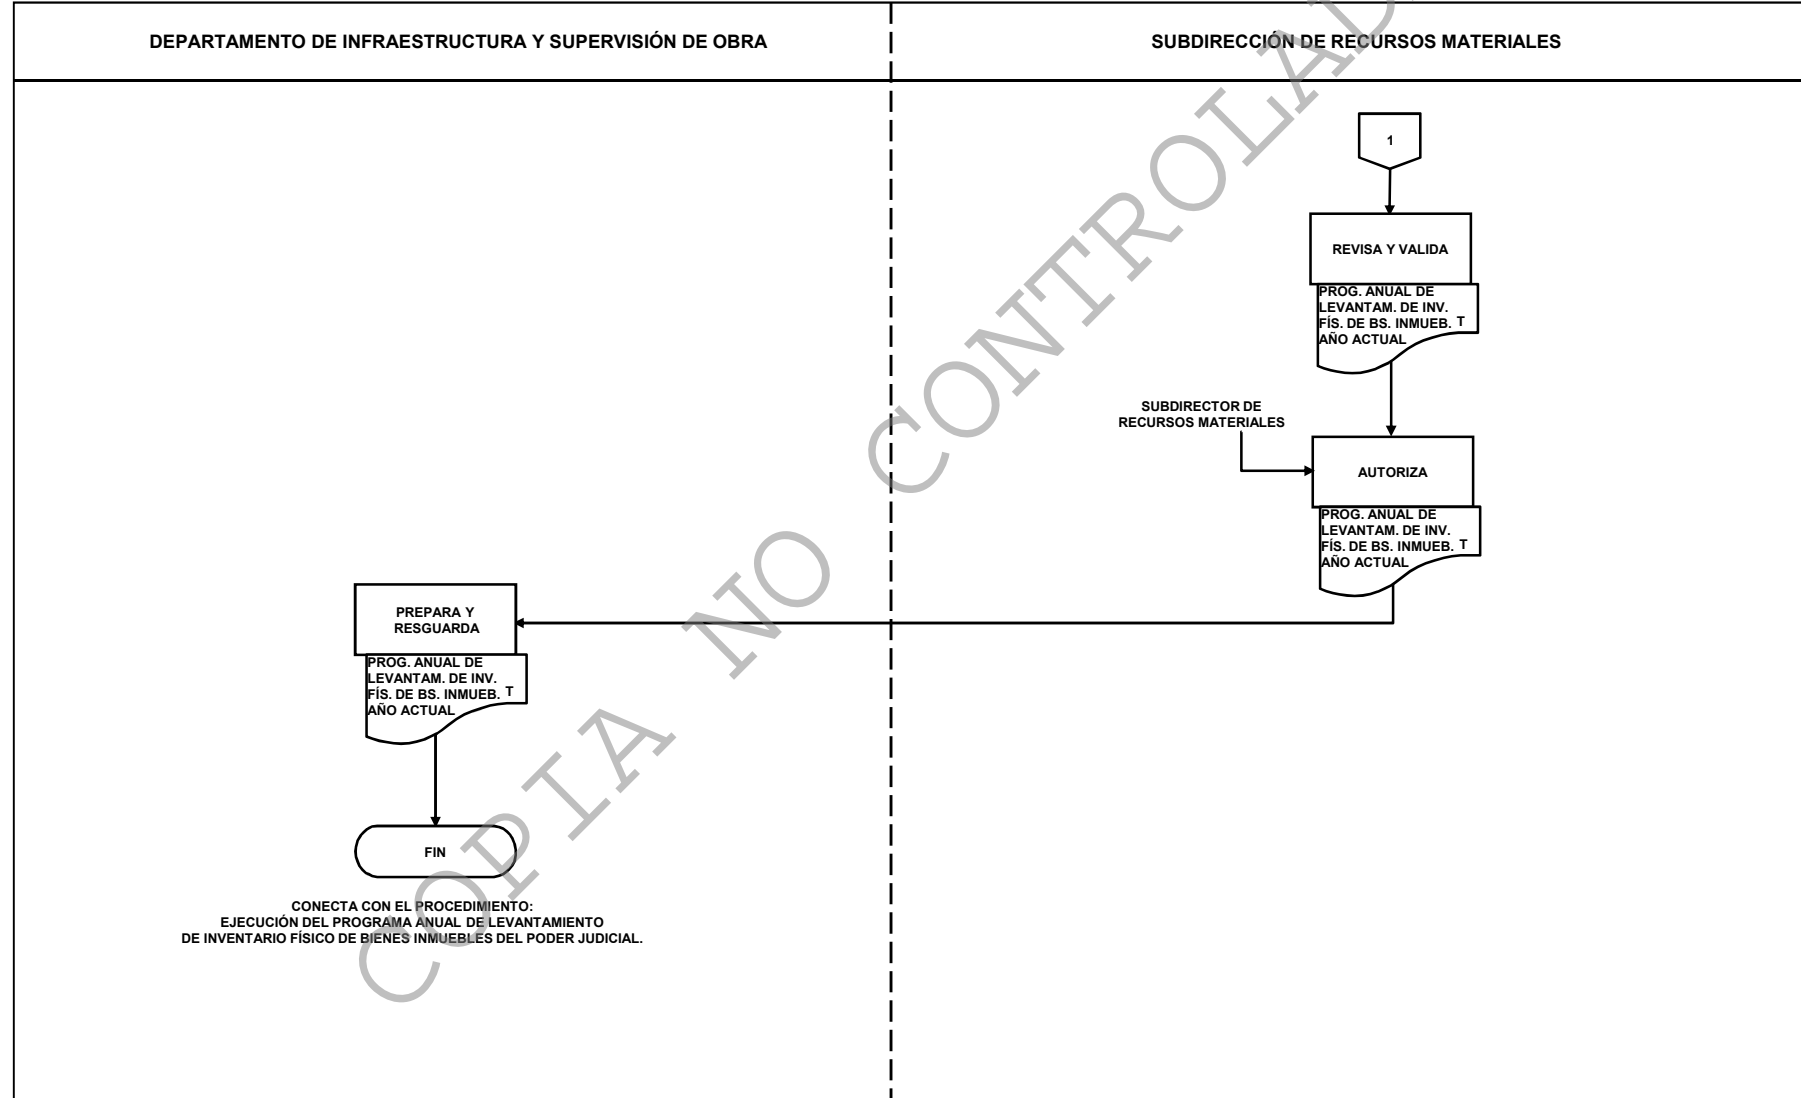 DEPARTAMENTO DE INFRAESTRUCTURA Y SUPERVISIÓN DE OBRA
SUBDIRECCIÓN DE RECURSOS MATERIALES
1
REVISA Y VALIDA
PROG. ANUAL DE
LEVANTAM. DE INV.
FÍS. DE BS. INMUEB. T
AÑO ACTUAL
SUBDIRECTOR DE
RECURSOS MATERIALES
AUTORIZA
PROG. ANUAL DE
LEVANTAM. DE INV.
FÍS. DE BS. INMUEB. T
AÑO ACTUAL
PREPARA Y
RESGUARDA
PROG. ANUAL DE
LEVANTAM. DE INV.
FÍS. DE BS. INMUEB. T
AÑO ACTUAL
FIN
CONECTA CON EL PROCEDIMIENTO:
EJECUCIÓN DEL PROGRAMA ANUAL DE LEVANTAMIENTO
DE INVENTARIO FÍSICO DE BIENES INMUEBLES DEL PODER JUDICIAL.
COPIA NO CONTROLAD